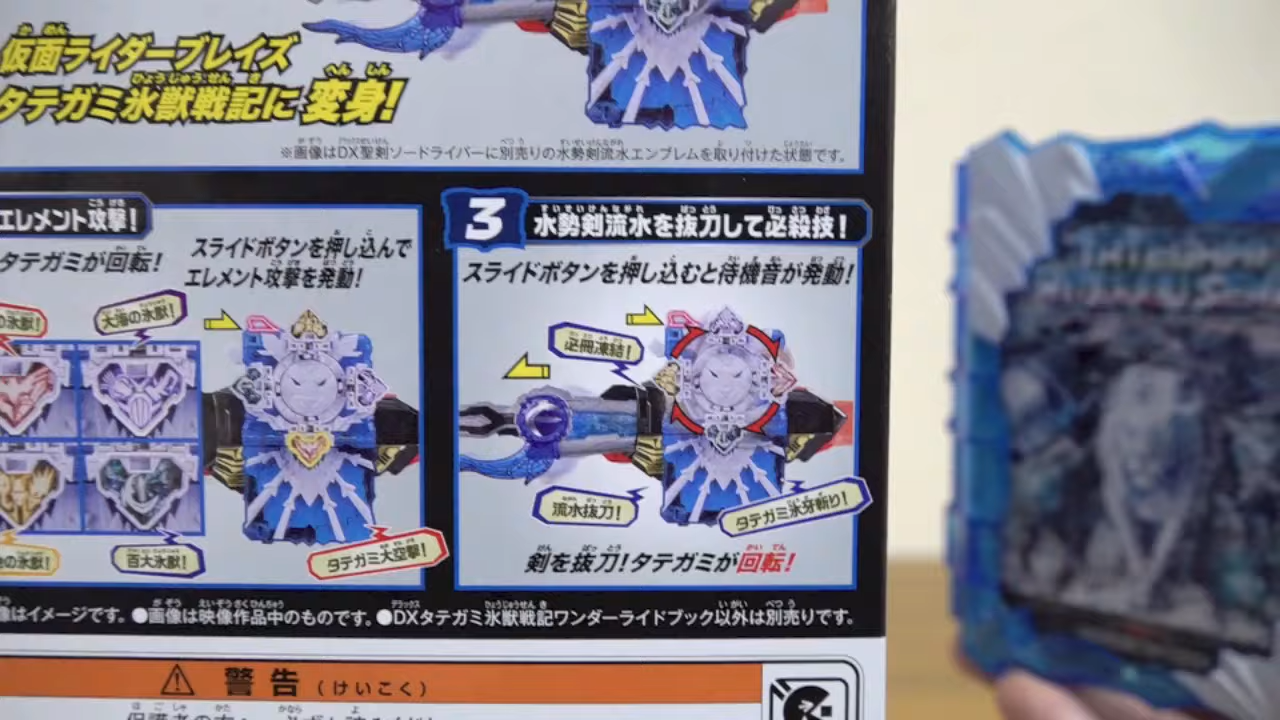 仮面ライダーブレイズ
タテガミ氷獣戦記に 変身!
※画像はDX聖剣ソードライバーに別売りの水勢剣流水エンブレムを取り付けた状態です。
エレメント攻撃!
タテガミが回転!
スライドボタンを押し込んで
エレメント攻撃を発動!
の氷獣!
大海の氷獣!
の氷獣!
百大氷獣!
タテガミ大空撃!
3 水勢剣流水を抜刀して必殺技!
スライドボタンを押し込むと待機音が発動!
必冊凍結!
流水抜刀!
タテガミ氷牙斬り!
剣を抜刀!タテガミが回転!
像はイメージです。●画像は映像作品中のものです。●DXタテガミ氷獣戦記ワンダーライドブック以外は別売りです。
⚠ 警告(けいこく)